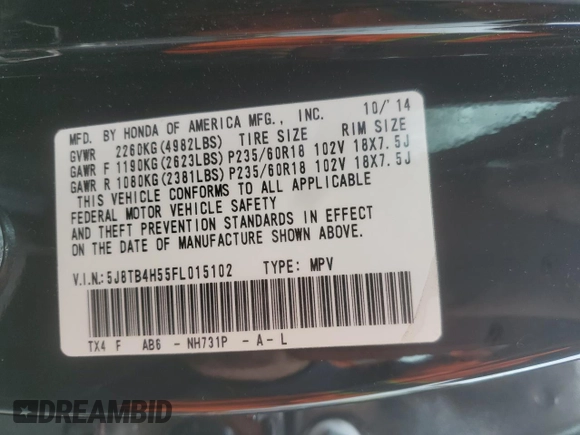 MFD. BY HONDA OF AMERICA MFG., INC. 10/'14
GVWR 2260KG(4982LBS) TIRE SIZE RIM SIZE
GAWR F 1190KG(2623LBS) P235/60R18 102V 18X7.5J
GAWR R 1080KG(2381LBS) P235/60R18 102V 18X7.5J
THIS VEHICLE CONFORMS TO ALL APPLICABLE
FEDERAL MOTOR VEHICLE SAFETY
AND THEFT PREVENTION STANDARDS IN EFFECT
ON THE DATE OF MANUFACTURE SHOWN ABOVE.
V.I.N.:5J8TB4H55FL015102 TYPE: MPV
TX4 F AB6 - NH731P - A - L
DREAMBID